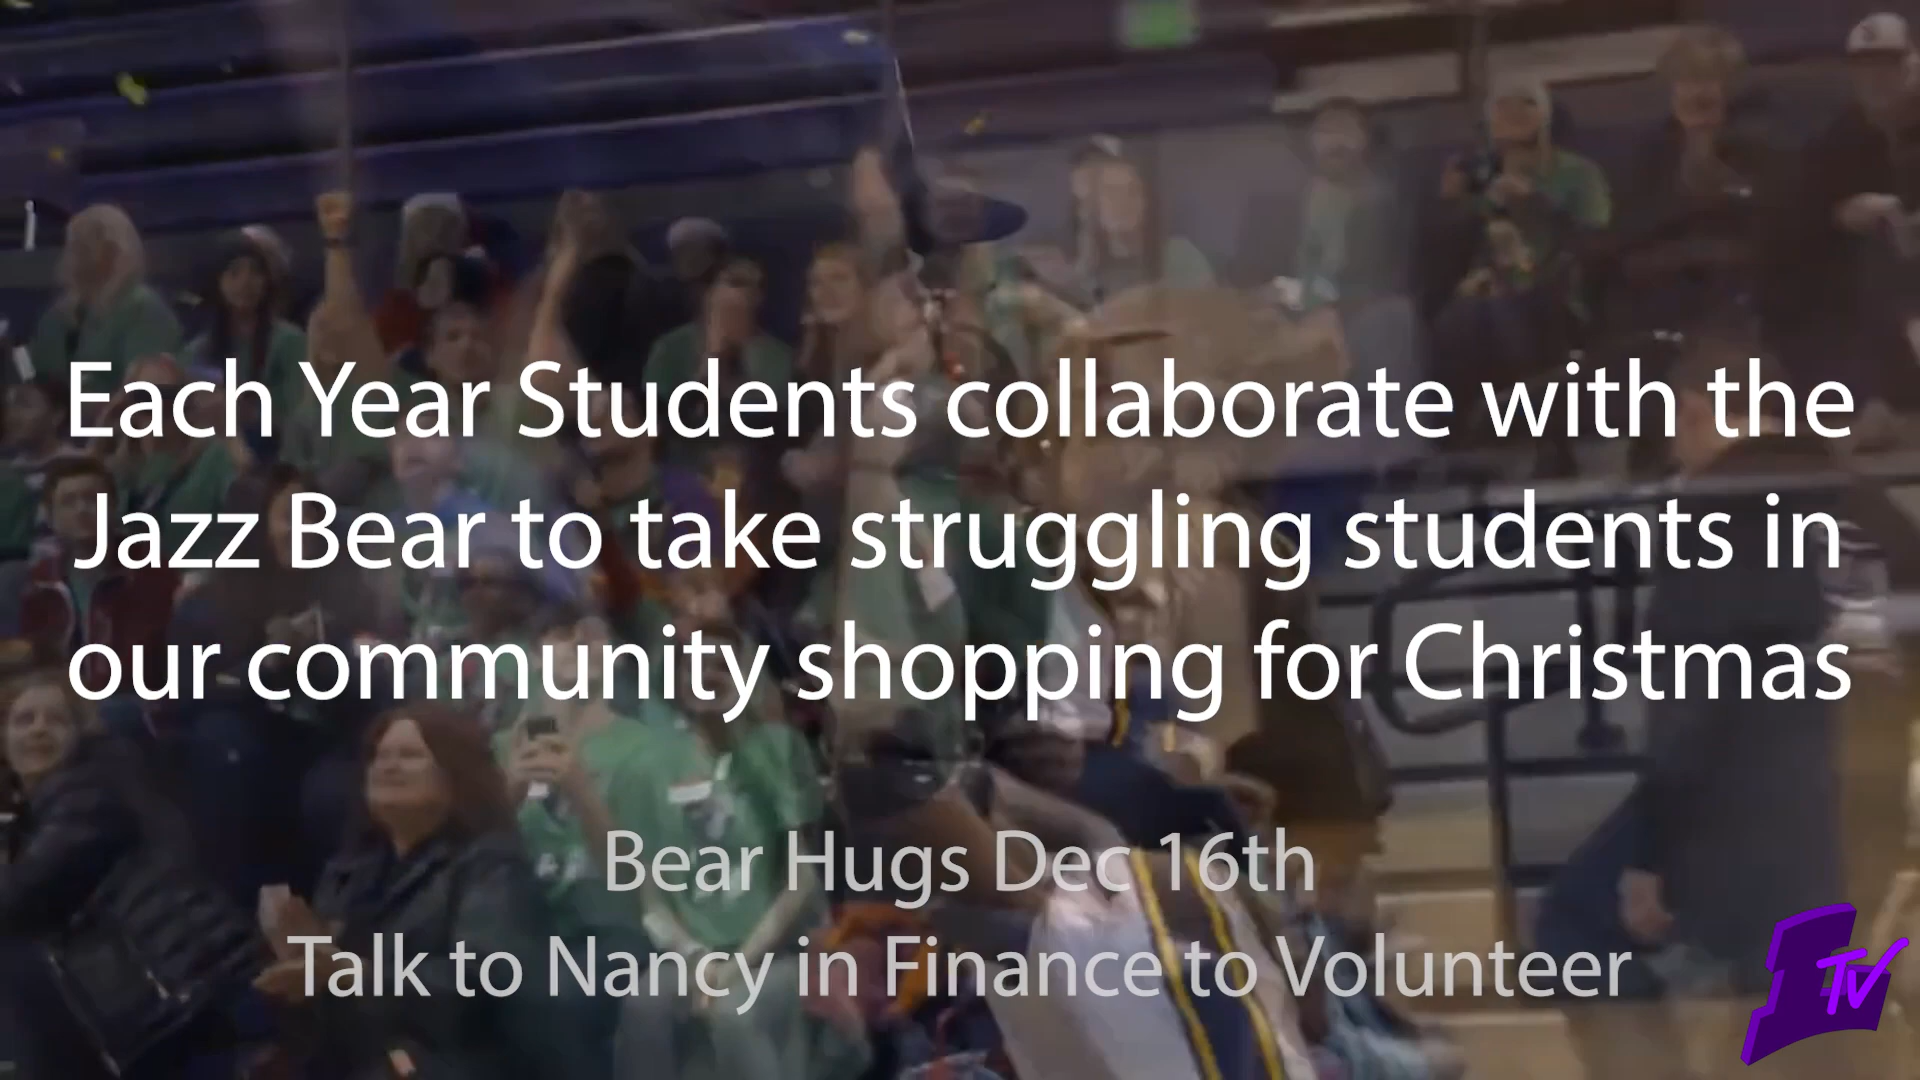 Each Year Students collaborate with the
Jazz Bear to take struggling students in
our community shopping for Christmas
Bear Hugs Dec 16th
Talk to Nancy in Finance to Volunteer
TV